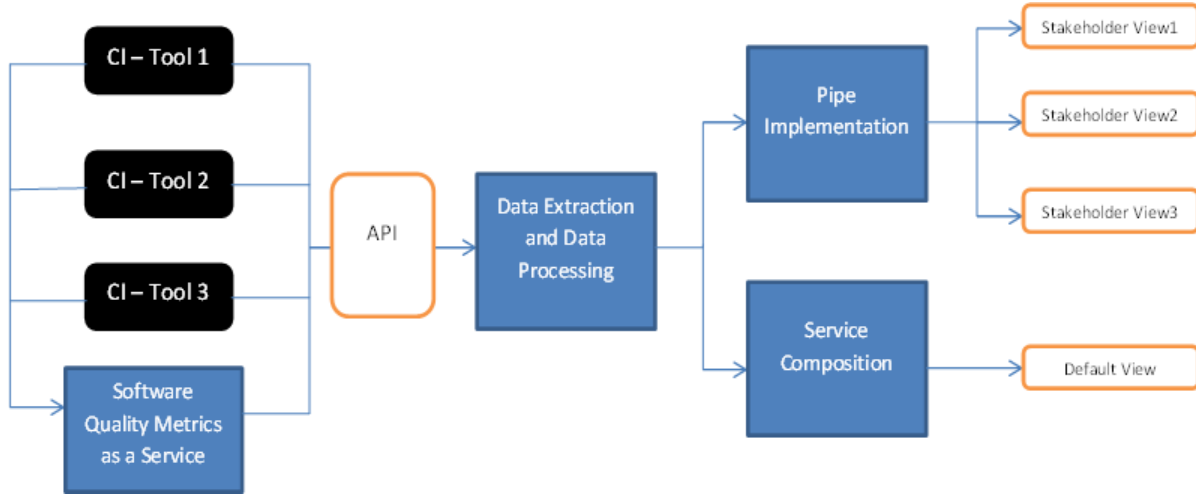 CI – Tool 1
CI – Tool 2
CI – Tool 3
Software
Quality Metrics
as a Service
API
Data Extraction
and Data
Processing
Pipe
Implementation
Service
Composition
Stakeholder View1
Stakeholder View2
Stakeholder View3
Default View